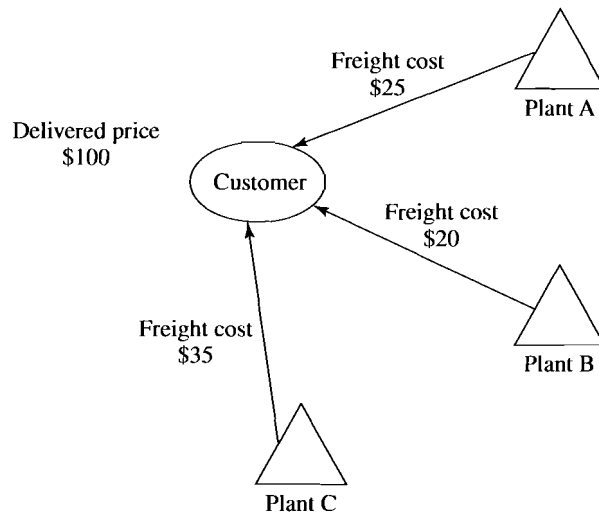 Freight cost
$25
Plant A
Delivered price
$100
Customer
Freight cost
$20
Freight cost
$35
Plant B
Plant C